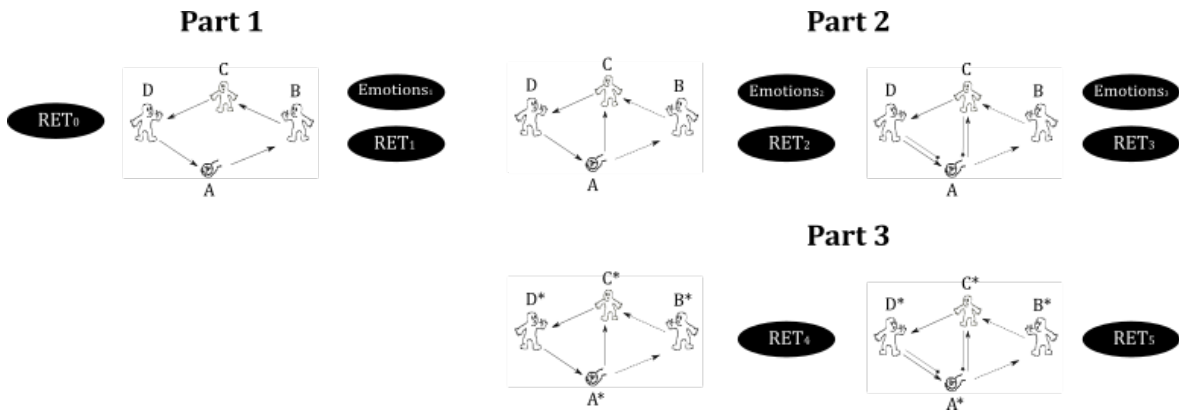 Part 1
Part 2
C
D
B
RET₀
Emotions₁
RET₁
A
C
D
B
Emotions₂
RET₂
A
C
D
B
Emotions₃
RET₃
A
Part 3
C*
D*
B*
RET₄
A*
C*
D*
B*
RET₅
A*